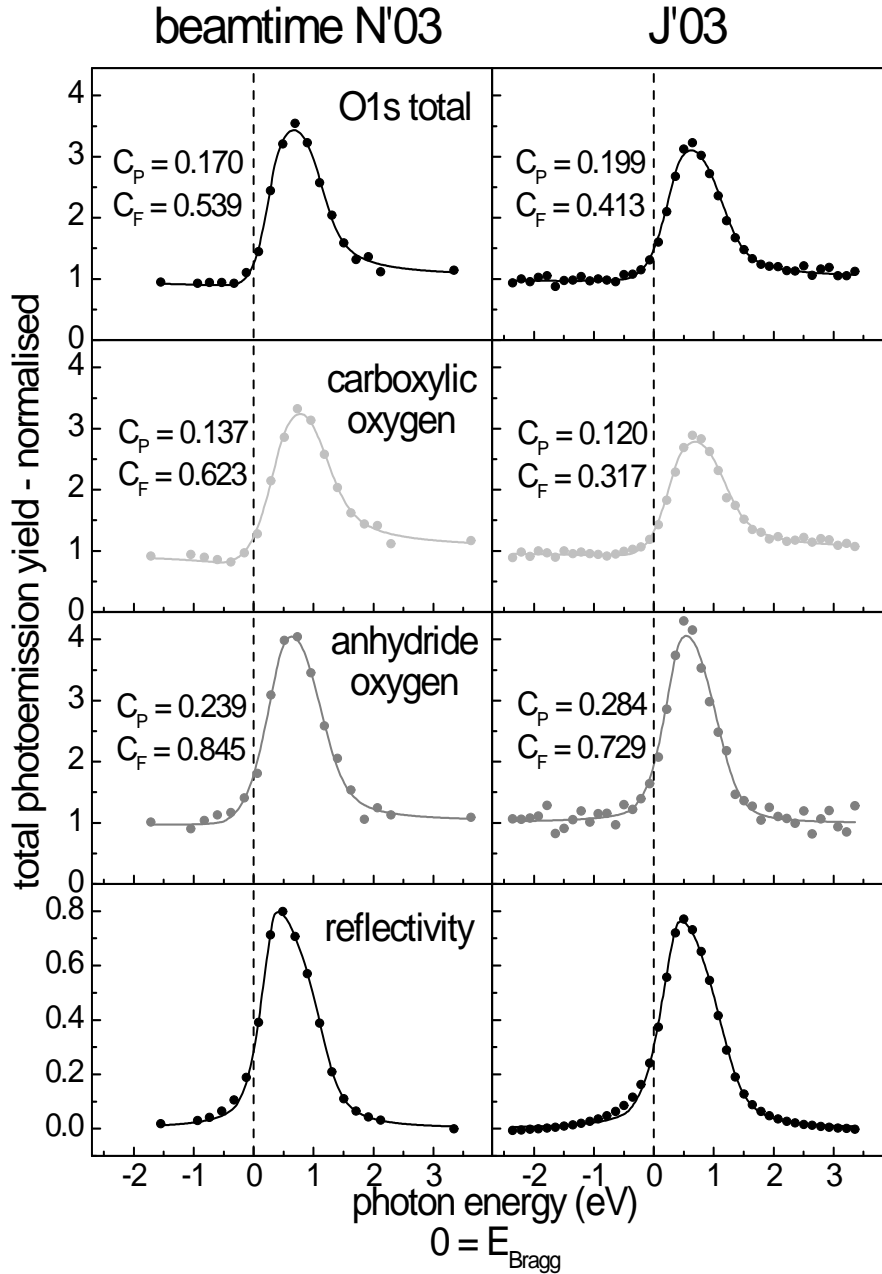 beamtime N'03 J'03
total photoemission yield - normalised
4
3
2
1
0
O1s total
C_P = 0.170
C_F = 0.539
C_P = 0.199
C_F = 0.413
4
3
2
1
0
carboxylic
oxygen
C_P = 0.137
C_F = 0.623
C_P = 0.120
C_F = 0.317
4
3
2
1
0
anhydride
oxygen
C_P = 0.239
C_F = 0.845
C_P = 0.284
C_F = 0.729
0.8
0.6
0.4
0.2
0.0
reflectivity
-2 -1 0 1 2 3 -2 -1 0 1 2 3
photon energy (eV)
0 = E_Bragg